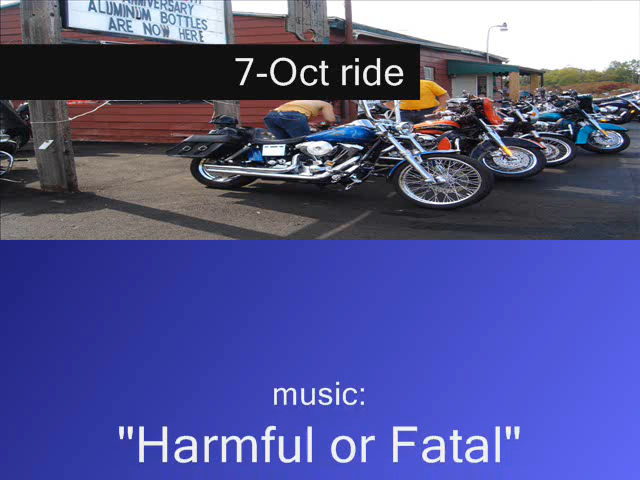 ANNIVERSARY
ALUMINUM BOTTLES
ARE NOW HERE
7-Oct ride
music:
"Harmful or Fatal"